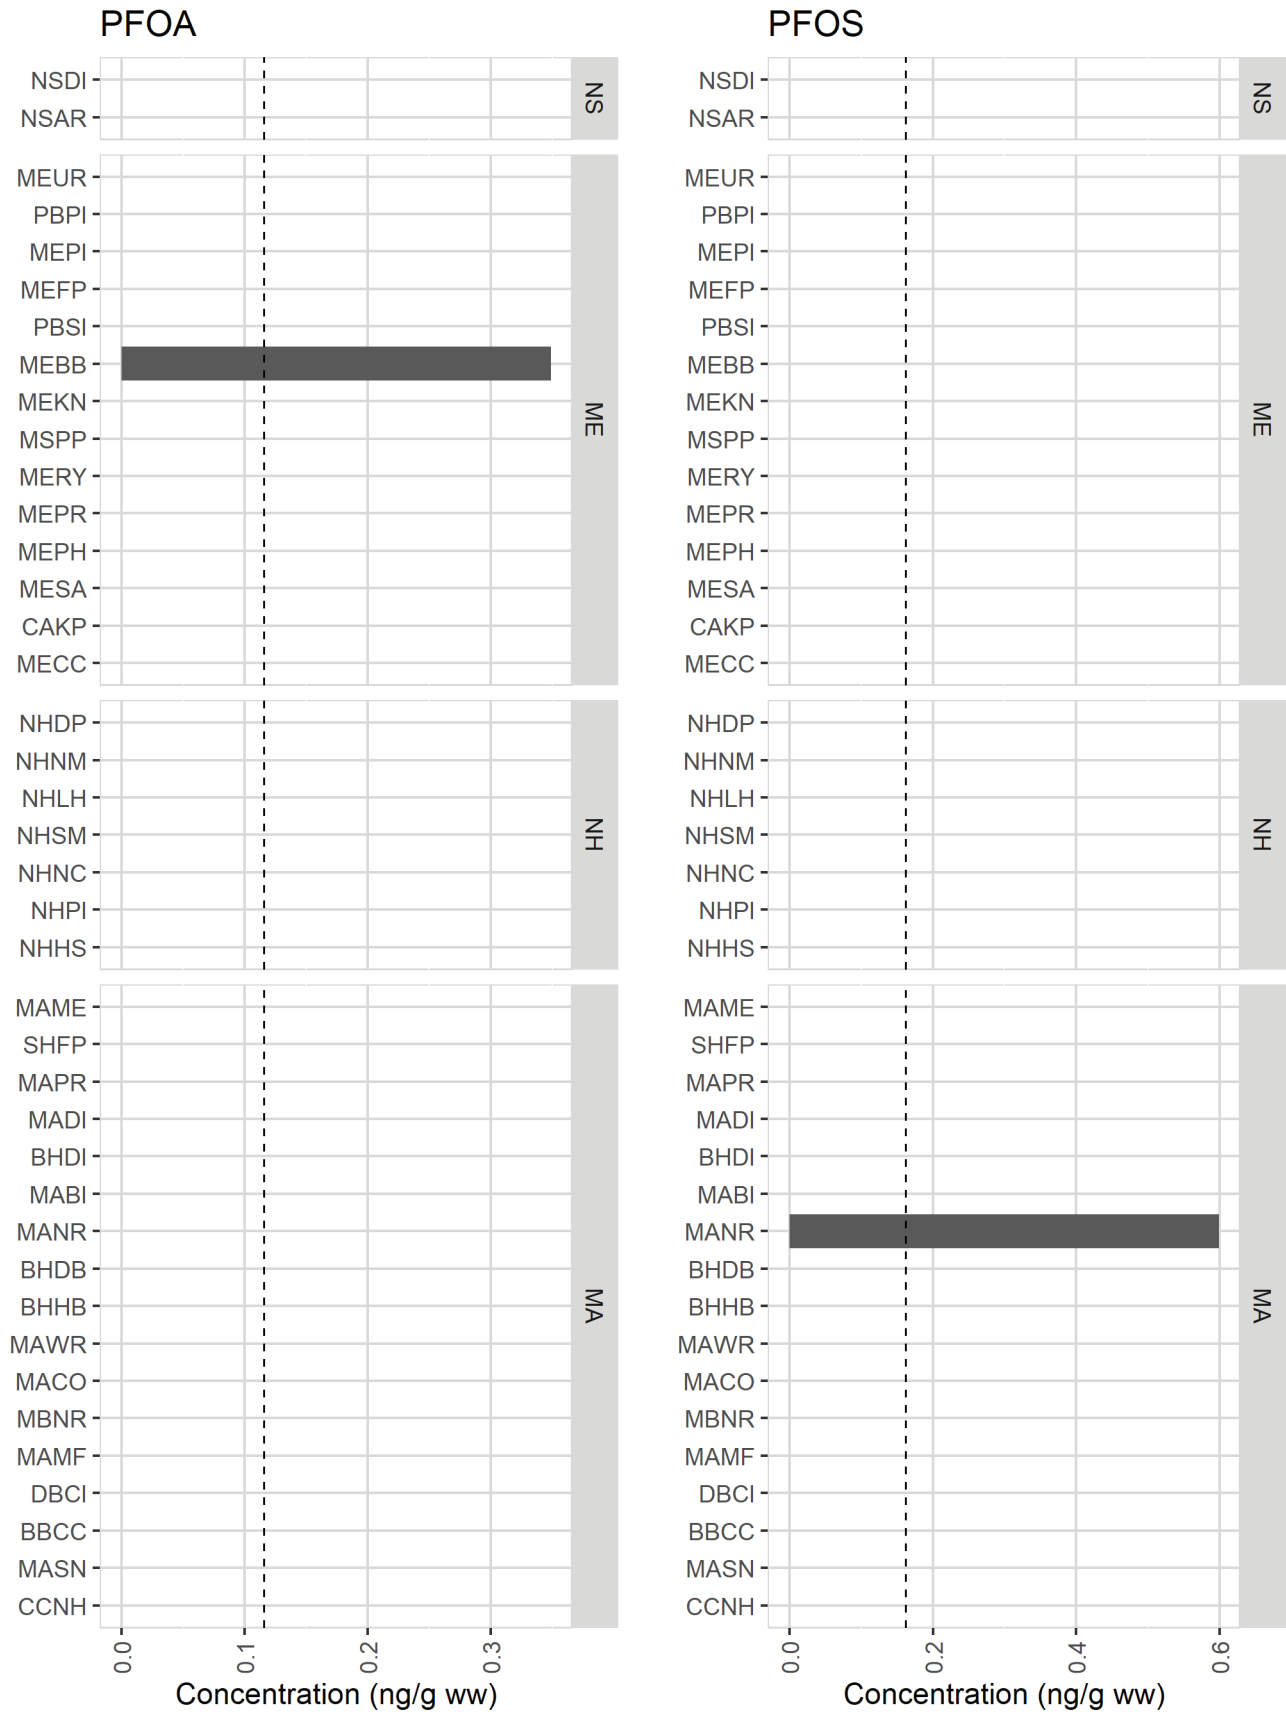 PFOA
NSDI
NSAR
NS
MEUR
PBPI
MEPI
MEFP
PBSI
MEBB
MEKN
MSPP
MERY
MEPR
MEPH
MESA
CAKP
MECC
ME
NHDP
NHNM
NHLH
NHSM
NHNC
NHPI
NHHS
NH
MAME
SHFP
MAPR
MADI
BHDI
MABI
MANR
BHDB
BHHB
MAWR
MACO
MBNR
MAMF
DBCI
BBCC
MASN
CCNH
MA
0.0 0.1 0.2 0.3
Concentration (ng/g ww)
PFOS
NSDI
NSAR
NS
MEUR
PBPI
MEPI
MEFP
PBSI
MEBB
MEKN
MSPP
MERY
MEPR
MEPH
MESA
CAKP
MECC
ME
NHDP
NHNM
NHLH
NHSM
NHNC
NHPI
NHHS
NH
MAME
SHFP
MAPR
MADI
BHDI
MABI
MANR
BHDB
BHHB
MAWR
MACO
MBNR
MAMF
DBCI
BBCC
MASN
CCNH
MA
0.0 0.2 0.4 0.6
Concentration (ng/g ww)